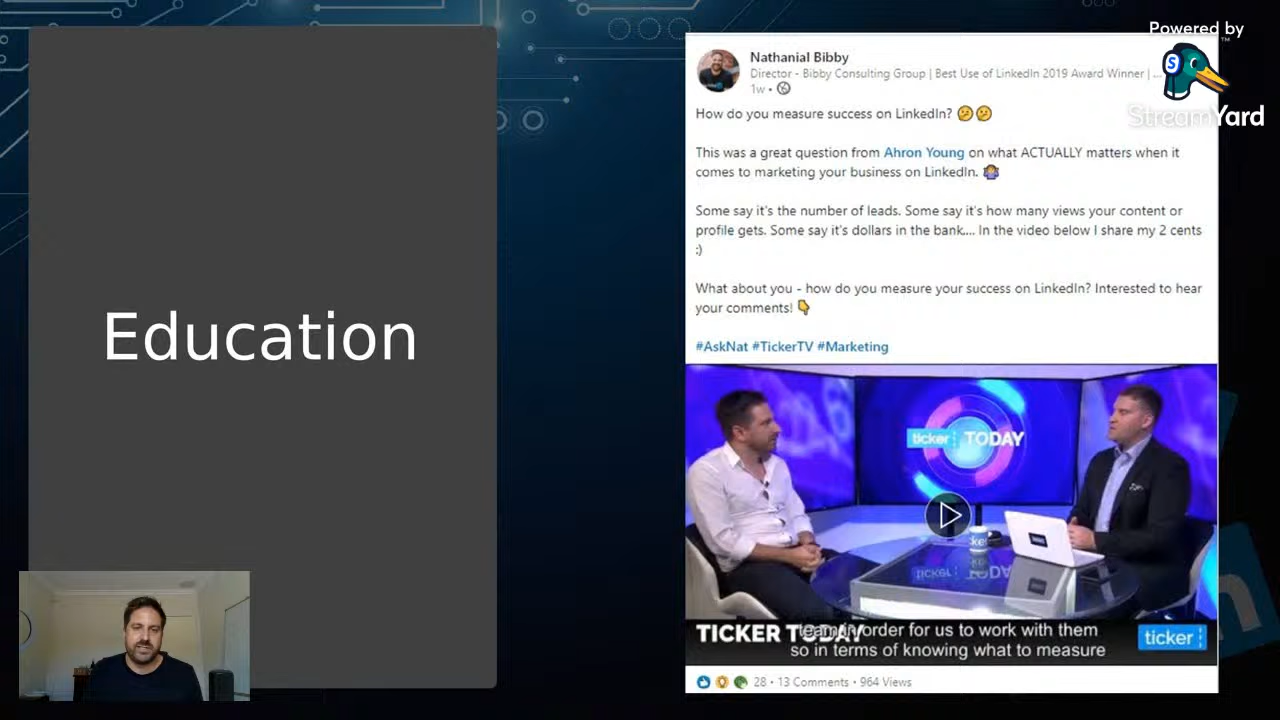 Powered by
StreamYard
Education
Nathanial Bibby
Director - Bibby Consulting Group | Best Use of LinkedIn 2019 Award Winner | ...
1w •
How do you measure success on LinkedIn? 🤔🤔
This was a great question from Ahron Young on what ACTUALLY matters when it
comes to marketing your business on LinkedIn. 🤷
Some say it's the number of leads. Some say it's how many views your content or
profile gets. Some say it's dollars in the bank.... In the video below I share my 2 cents
:)
What about you - how do you measure your success on LinkedIn? Interested to hear
your comments! 👇
#AskNat #TickerTV #Marketing
ticker TODAY
TICKER TODAY
team in order for us to work with them
so in terms of knowing what to measure
ticker
28 • 13 Comments • 964 Views